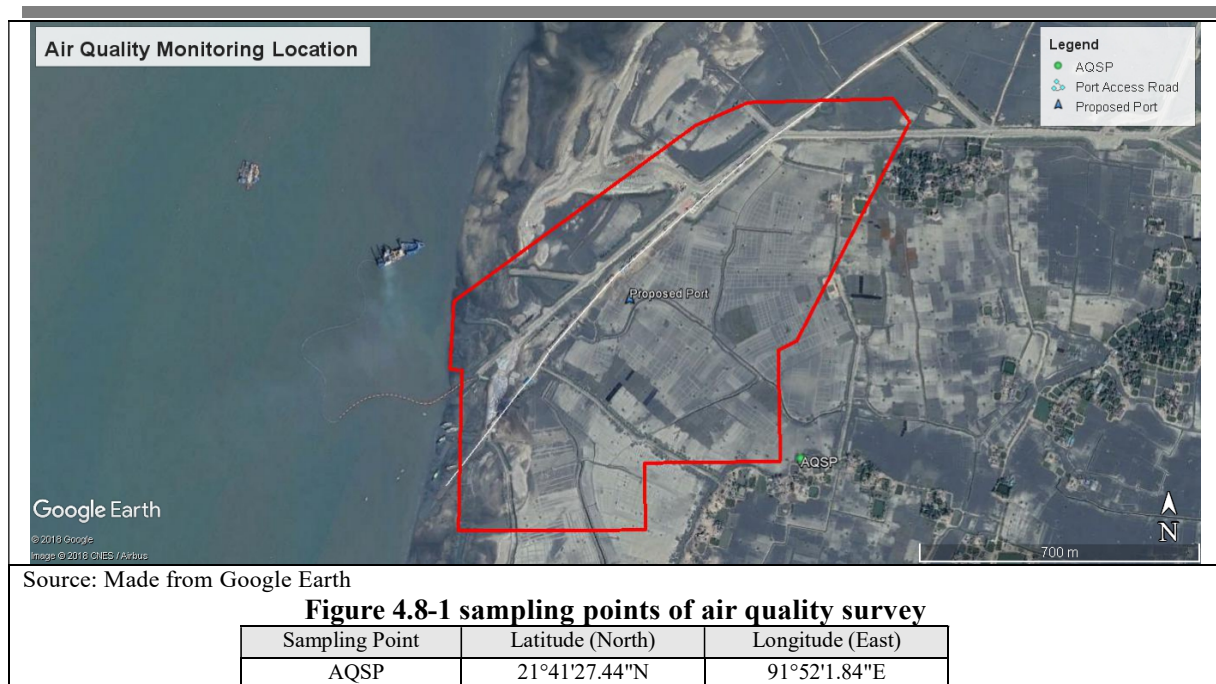 Air Quality Monitoring Location
Legend
AQSP
Port Access Road
Proposed Port
Proposed Port
AQSP
Google Earth
© 2018 Google
Image © 2018 CNES / Airbus
N
700 m
Source: Made from Google Earth
Figure 4.8-1 sampling points of air quality survey
Sampling Point Latitude (North) Longitude (East)
AQSP 21°41'27.44"N 91°52'1.84"E